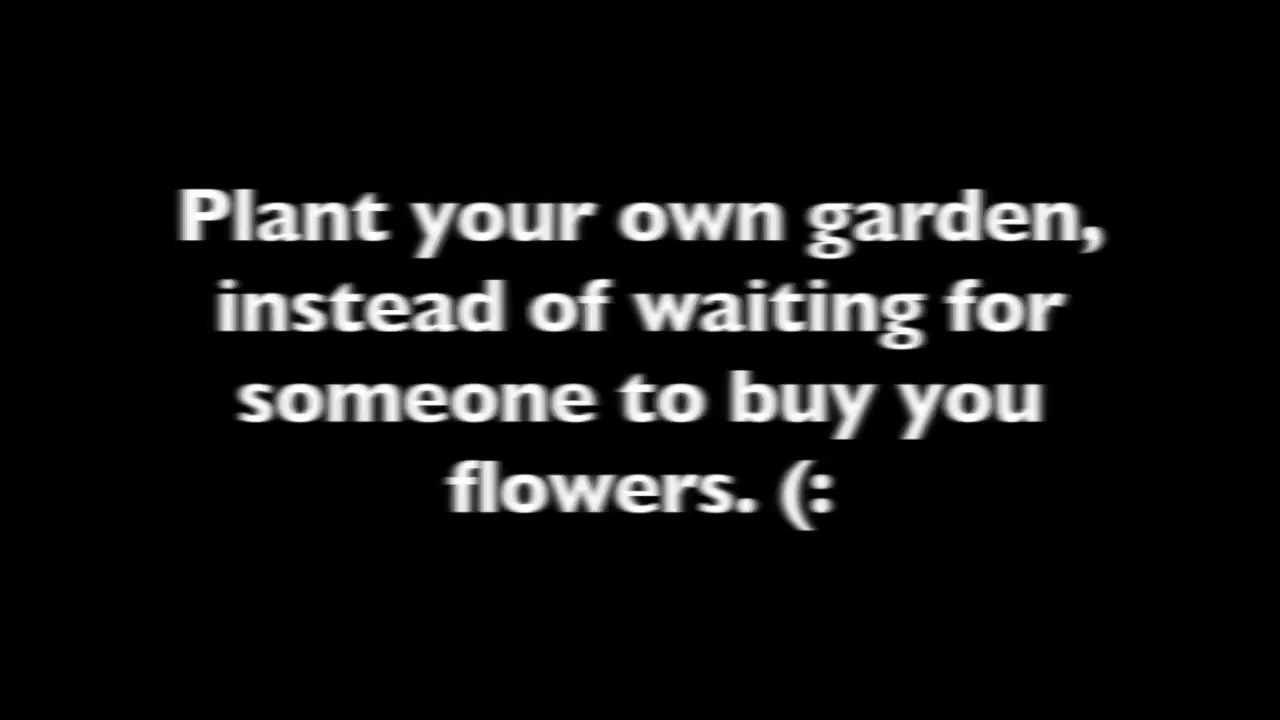 Plant your own garden,
instead of waiting for
someone to buy you
flowers. (: